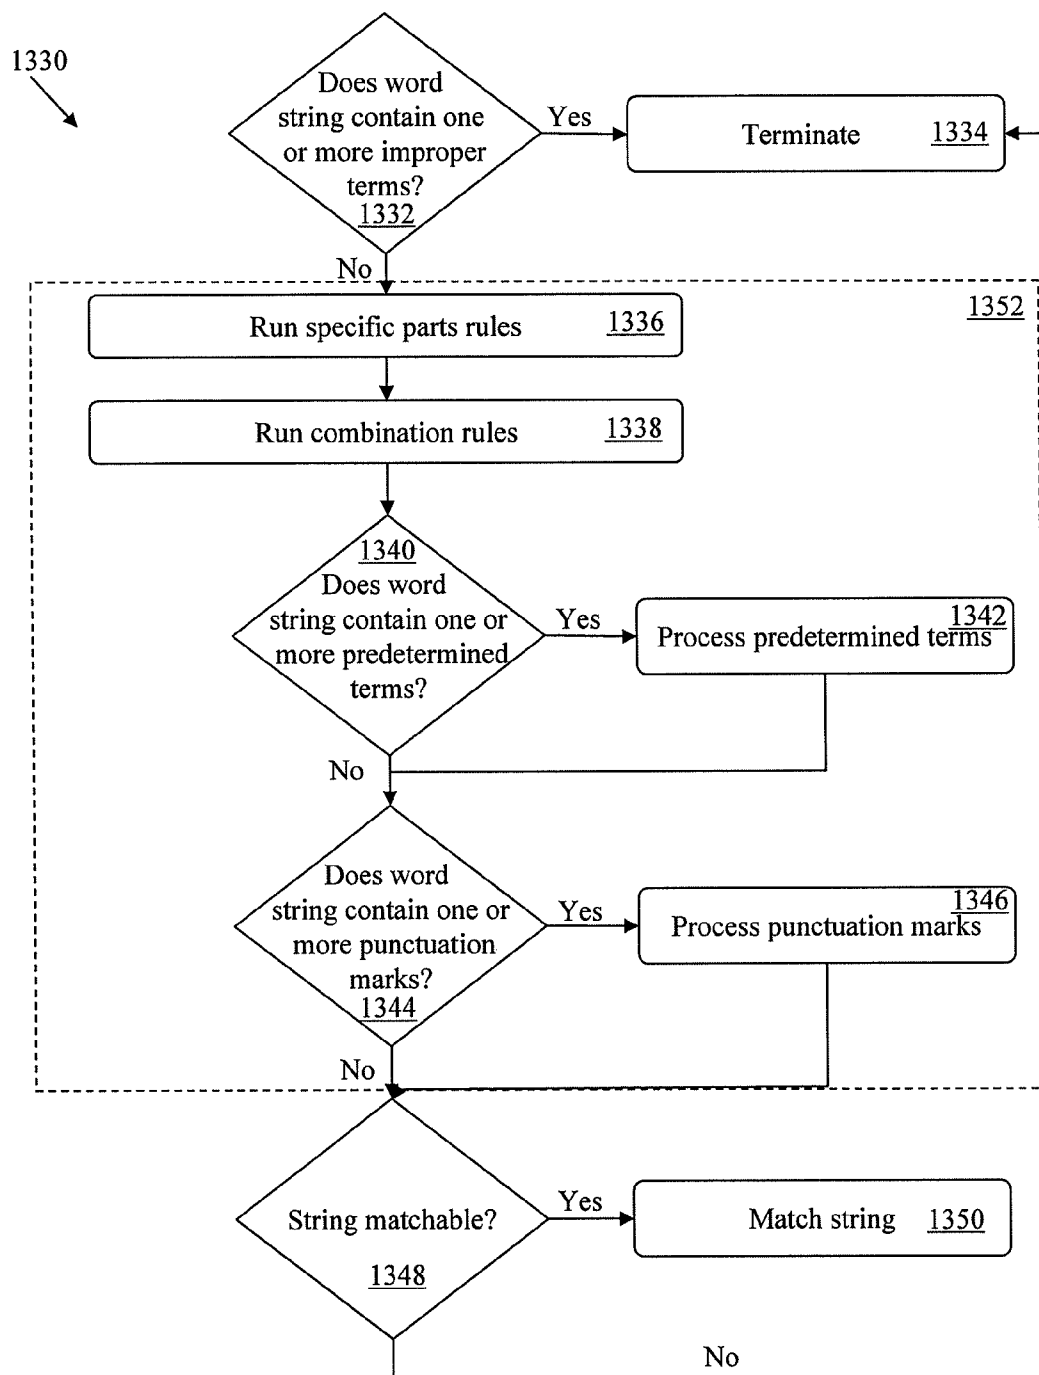 1330
Does word
string contain one
or more improper
terms?
1332
Yes
Terminate 1334
No
1352
Run specific parts rules 1336
Run combination rules 1338
1340
Does word
string contain one or
more predetermined
terms?
Yes
1342
Process predetermined terms
No
Does word
string contain one or
more punctuation
marks?
1344
Yes
1346
Process punctuation marks
No
String matchable?
1348
Yes
Match string 1350
No